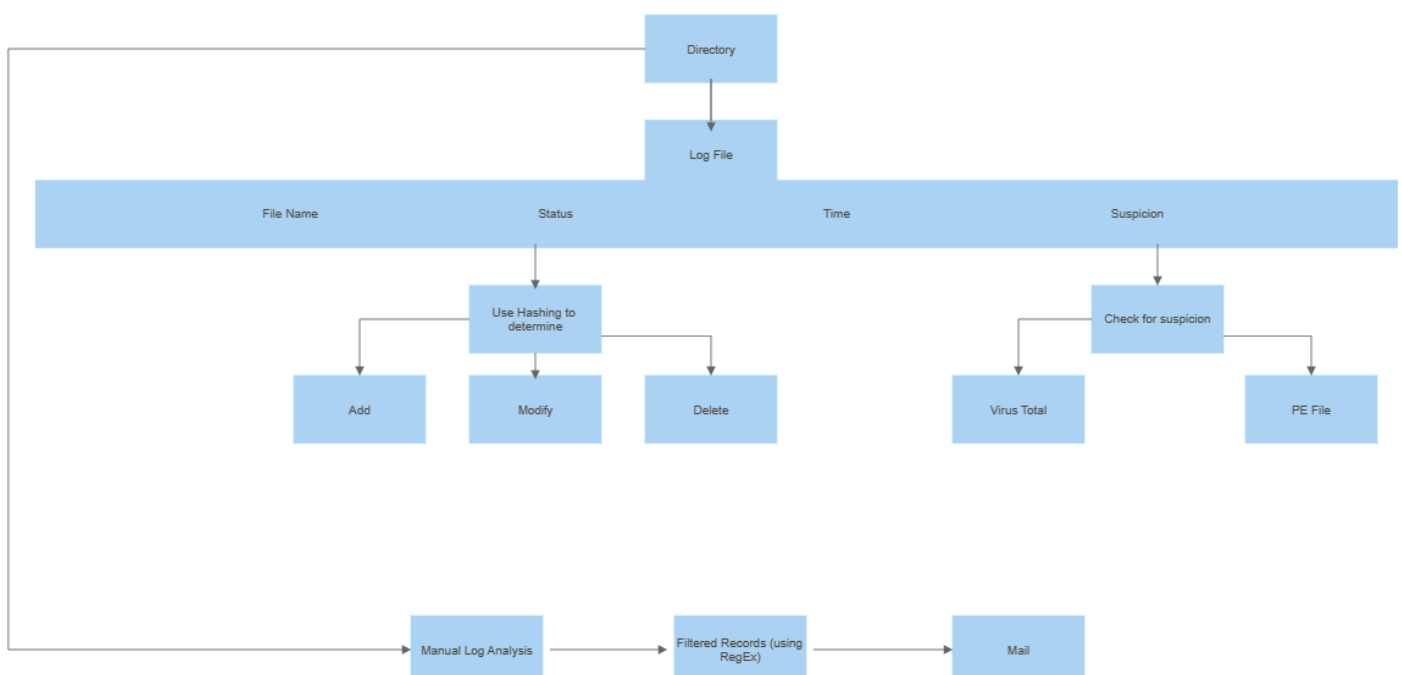 Directory
Log File
File Name
Status
Time
Suspicion
Use Hashing to
determine
Check for suspicion
Add
Modify
Delete
Virus Total
PE File
Manual Log Analysis
Filtered Records (using
RegEx)
Mail